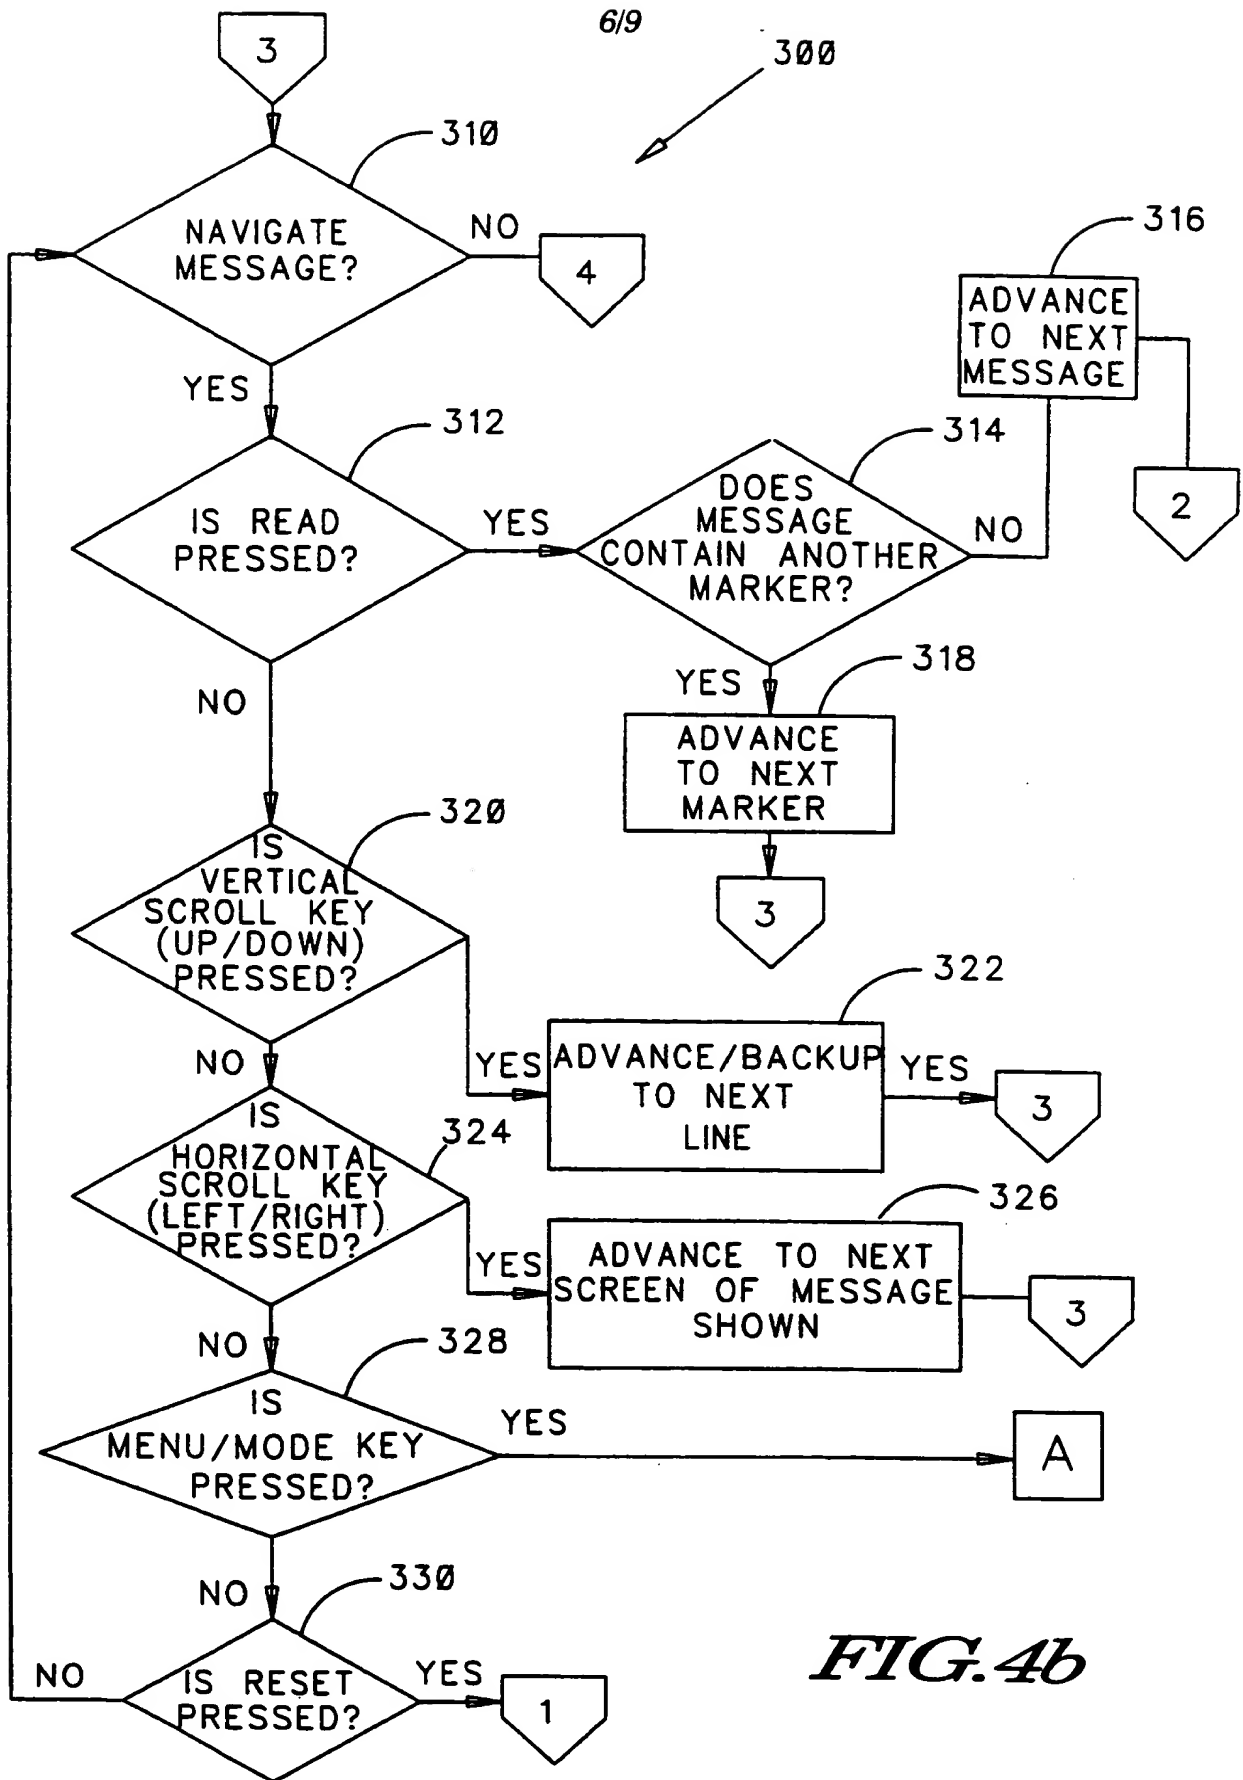 6/9
3
300
310
NAVIGATE
MESSAGE?
NO
4
YES
316
ADVANCE
TO NEXT
MESSAGE
2
312
IS READ
PRESSED?
YES
314
DOES
MESSAGE
CONTAIN ANOTHER
MARKER?
NO
YES
318
ADVANCE
TO NEXT
MARKER
3
NO
320
IS
VERTICAL
SCROLL KEY
(UP/DOWN)
PRESSED?
YES
322
ADVANCE/BACKUP
TO NEXT
LINE
YES
3
NO
324
IS
HORIZONTAL
SCROLL KEY
(LEFT/RIGHT)
PRESSED?
YES
326
ADVANCE TO NEXT
SCREEN OF MESSAGE
SHOWN
3
NO
328
IS
MENU/MODE KEY
PRESSED?
YES
A
NO
330
IS RESET
PRESSED?
NO
YES
1
FIG.4b